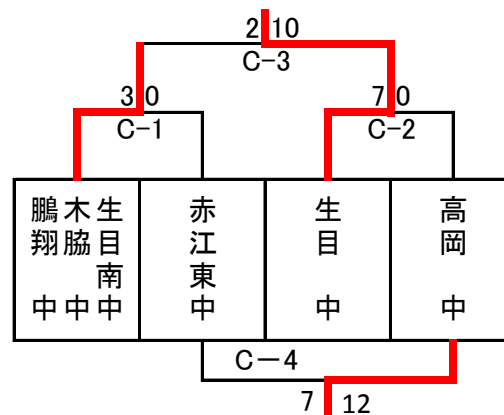 2 10
C-3
3 0
7 0
C-1
C-2
生目南中
木脇中
鵬翔中
赤江東中
生目中
高岡中
C-4
7 12